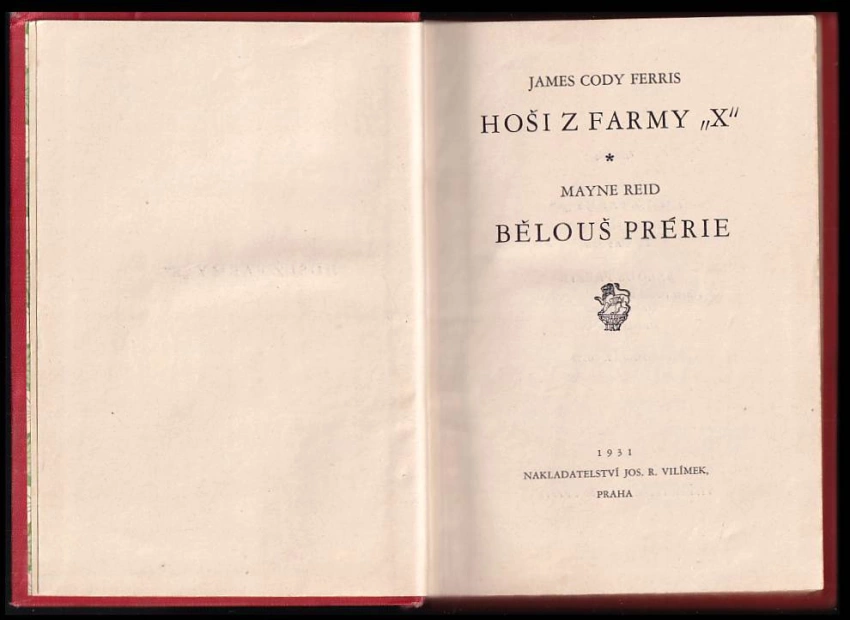 JAMES CODY FERRIS
HOŠI Z FARMY „X"
*
MAYNE REID
BĚLOUŠ PRÉRIE
1931
NAKLADATELSTVÍ JOS. R. VILÍMEK,
PRAHA